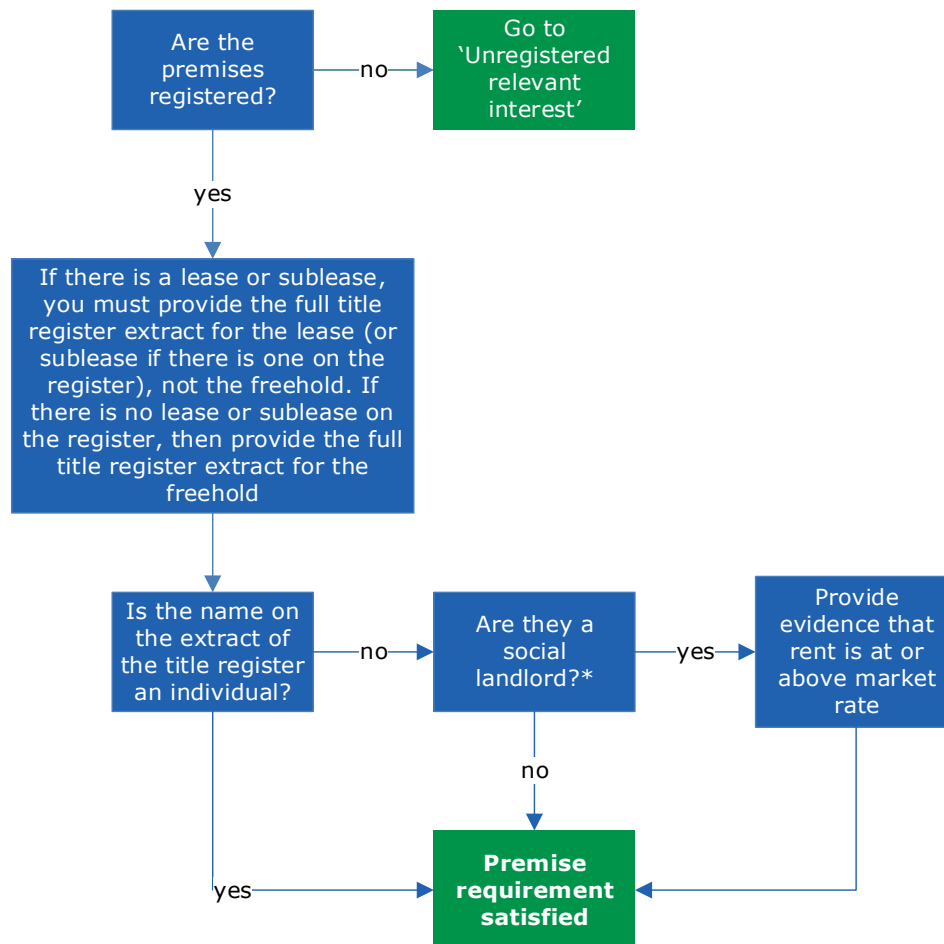 Are the
premises
registered?
no
Go to
‘Unregistered
relevant
interest’
yes
If there is a lease or sublease,
you must provide the full title
register extract for the lease (or
sublease if there is one on the
register), not the freehold. If
there is no lease or sublease on
the register, then provide the full
title register extract for the
freehold
Is the name on
the extract of
the title register
an individual?
no
Are they a
social
landlord?*
yes
Provide
evidence that
rent is at or
above market
rate
no
yes
Premise
requirement
satisfied